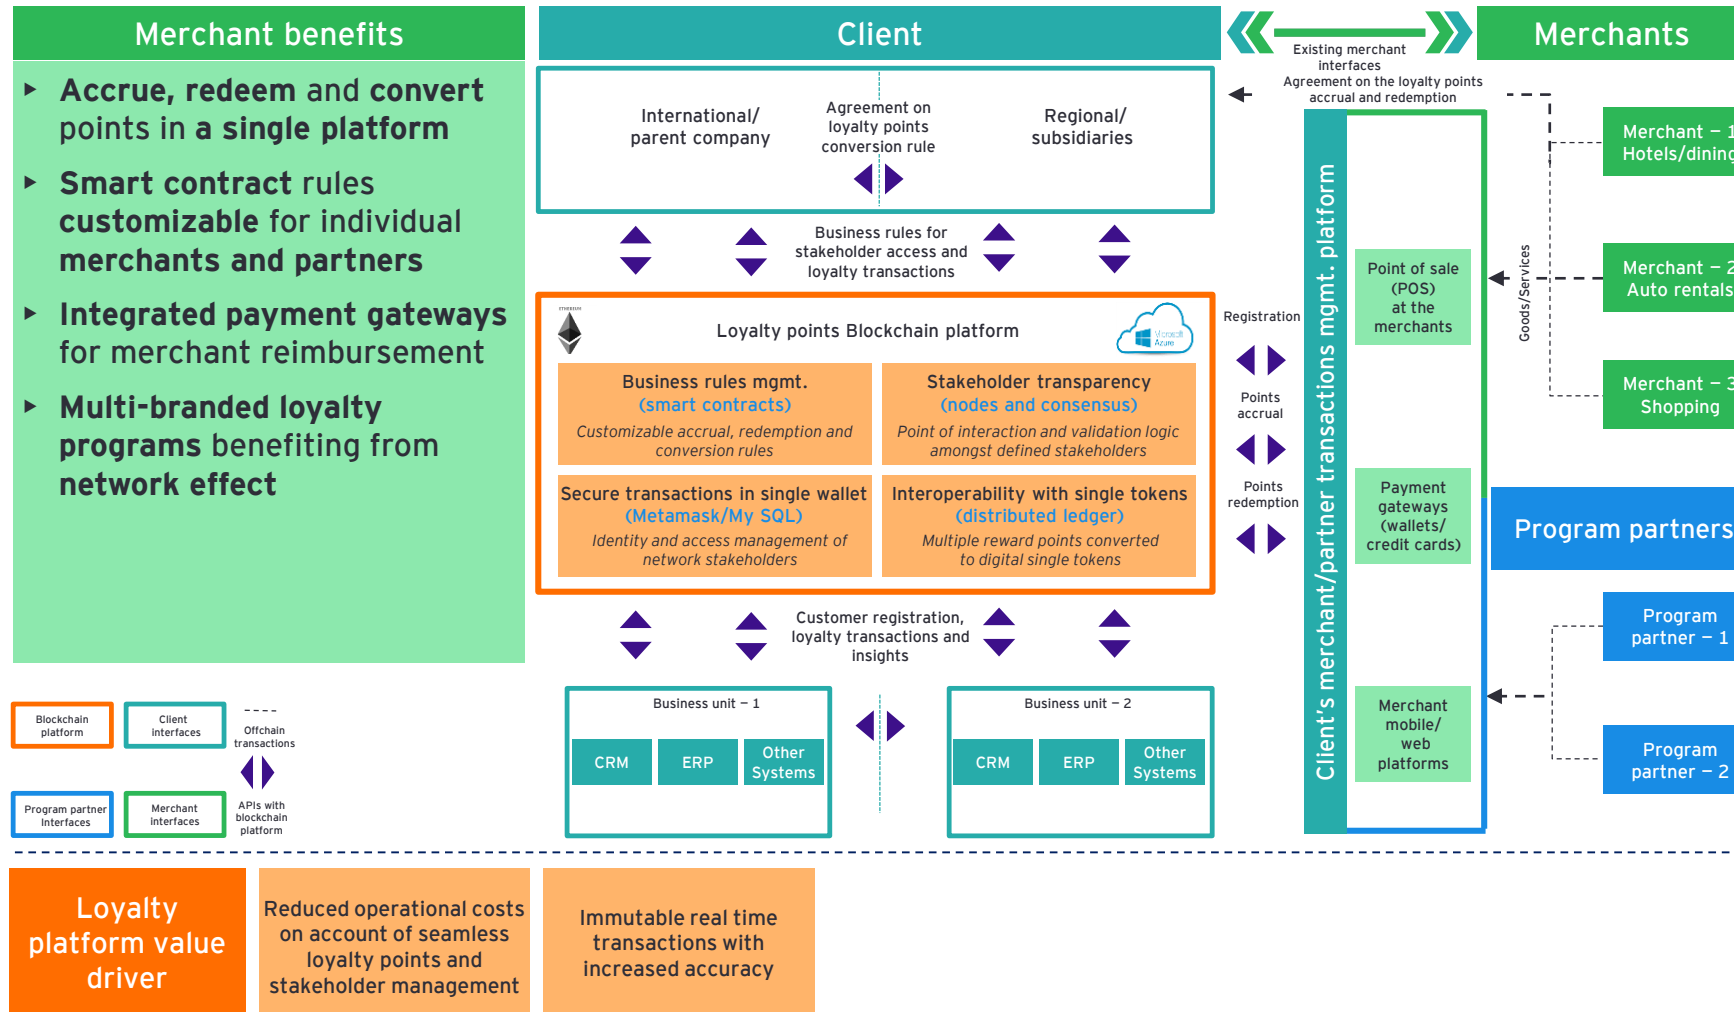 Merchant benefits
▸ Accrue, redeem and convert
points in a single platform
▸ Smart contract rules
customizable for individual
merchants and partners
▸ Integrated payment gateways
for merchant reimbursement
▸ Multi-branded loyalty
programs benefiting from
network effect
Client
International/
parent company
Agreement on
loyalty points
conversion rule
Regional/
subsidiaries
Business rules for
stakeholder access and
loyalty transactions
ETHEREUM
Loyalty points Blockchain platform
Microsoft
Azure
Business rules mgmt.
(smart contracts)
Customizable accrual, redemption and
conversion rules
Stakeholder transparency
(nodes and consensus)
Point of interaction and validation logic
amongst defined stakeholders
Secure transactions in single wallet
(Metamask/My SQL)
Identity and access management of
network stakeholders
Interoperability with single tokens
(distributed ledger)
Multiple reward points converted
to digital single tokens
Customer registration,
loyalty transactions and
insights
Business unit – 1
CRM
ERP
Other
Systems
Business unit – 2
CRM
ERP
Other
Systems
Existing merchant
interfaces
Agreement on the loyalty points
accrual and redemption
Registration
Points
accrual
Points
redemption
Client's merchant/partner transactions mgmt. platform
Point of sale
(POS)
at the
merchants
Payment
gateways
(wallets/
credit cards)
Merchant
mobile/
web
platforms
Goods/Services
Merchants
Merchant – 1
Hotels/dining
Merchant – 2
Auto rentals
Merchant – 3
Shopping
Program partners
Program
partner – 1
Program
partner – 2
Blockchain
platform
Client
interfaces
Offchain
transactions
Program partner
Interfaces
Merchant
interfaces
APIs with
blockchain
platform
Loyalty
platform value
driver
Reduced operational costs
on account of seamless
loyalty points and
stakeholder management
Immutable real time
transactions with
increased accuracy